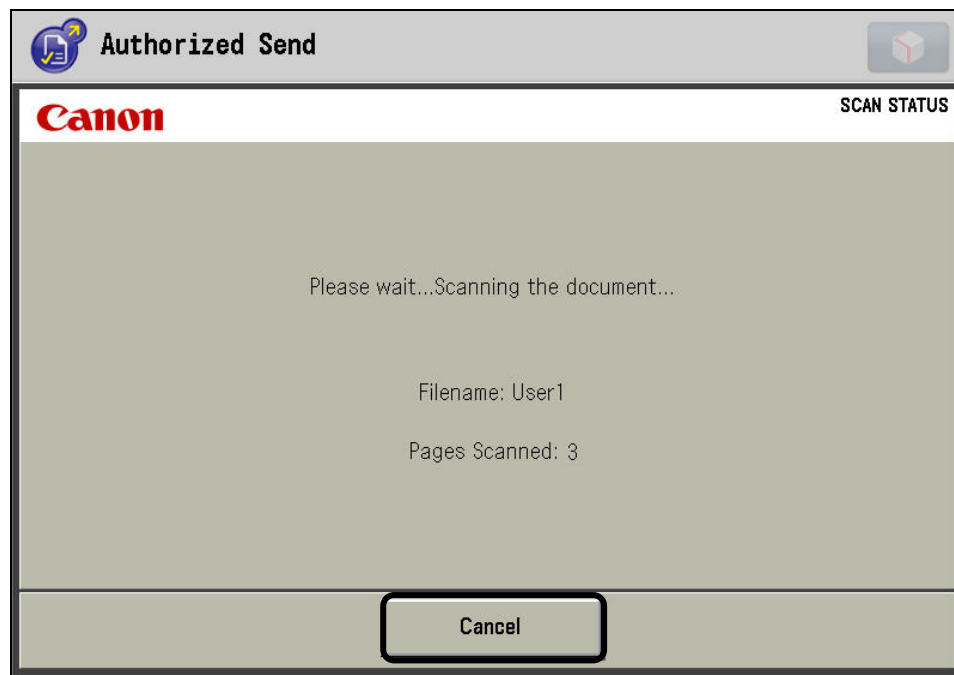 Authorized Send
Canon
SCAN STATUS
Please wait...Scanning the document...
Filename: User1
Pages Scanned: 3
Cancel